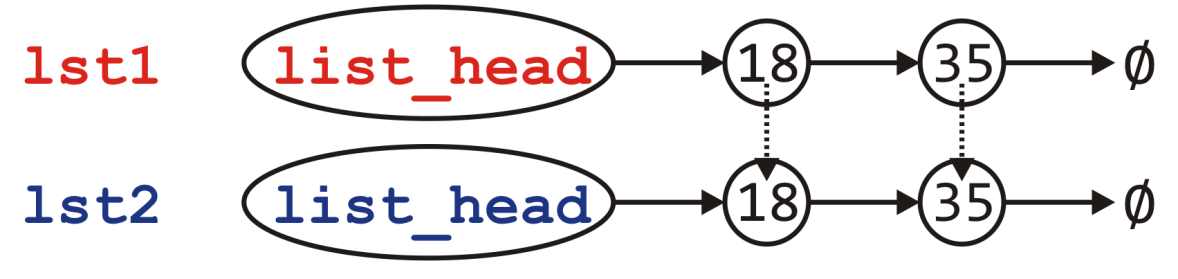 lst1 list_head 18 35 Ø
lst2 list_head 18 35 Ø